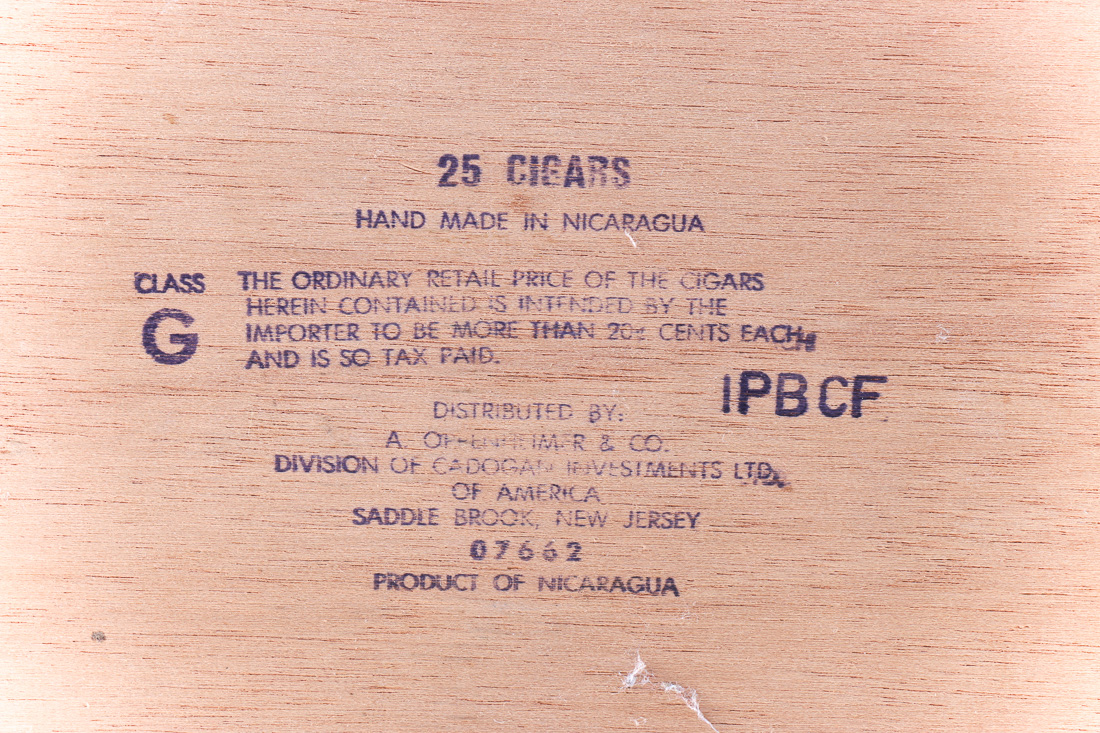 25 CIGARS
HAND MADE IN NICARAGUA
CLASS
G
THE ORDINARY RETAIL PRICE OF THE CIGARS
HEREIN CONTAINED IS INTENDED BY THE
IMPORTER TO BE MORE THAN 20¢ CENTS EACH
AND IS SO TAX PAID.
IPBCF
DISTRIBUTED BY:
A. OPPENHEIMER & CO.
DIVISION OF CADOGAN INVESTMENTS LTD.
OF AMERICA
SADDLE BROOK, NEW JERSEY
07662
PRODUCT OF NICARAGUA